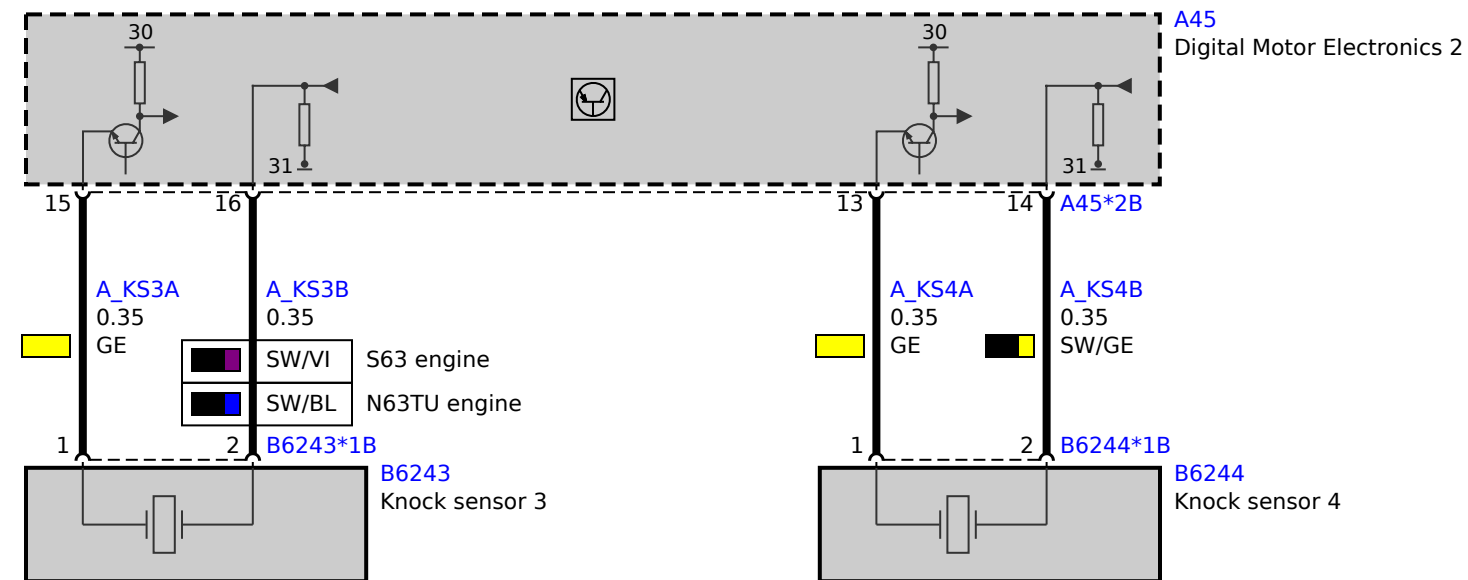 A45
Digital Motor Electronics 2
30
30
31
31
15
16
13
14
A45*2B
A_KS3A
0.35
GE
A_KS3B
0.35
SW/VI
S63 engine
SW/BL
N63TU engine
A_KS4A
0.35
GE
A_KS4B
0.35
SW/GE
1
2
B6243*1B
1
2
B6244*1B
B6243
Knock sensor 3
B6244
Knock sensor 4